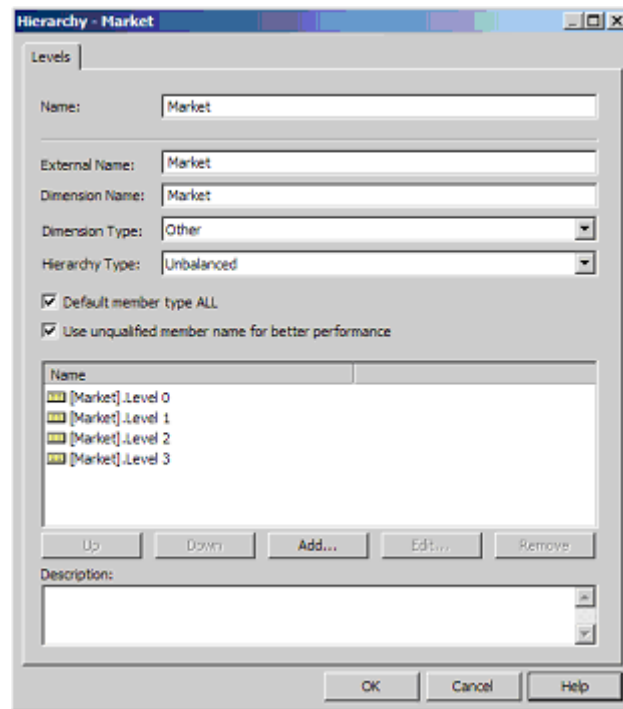 Hierarchy - Market
Levels
Name: Market
External Name: Market
Dimension Name: Market
Dimension Type: Other
Hierarchy Type: Unbalanced
Default member type ALL
Use unqualified member name for better performance
Name
[Market].Level 0
[Market].Level 1
[Market].Level 2
[Market].Level 3
Up Down Add... Edit... Remove
Description:
OK Cancel Help